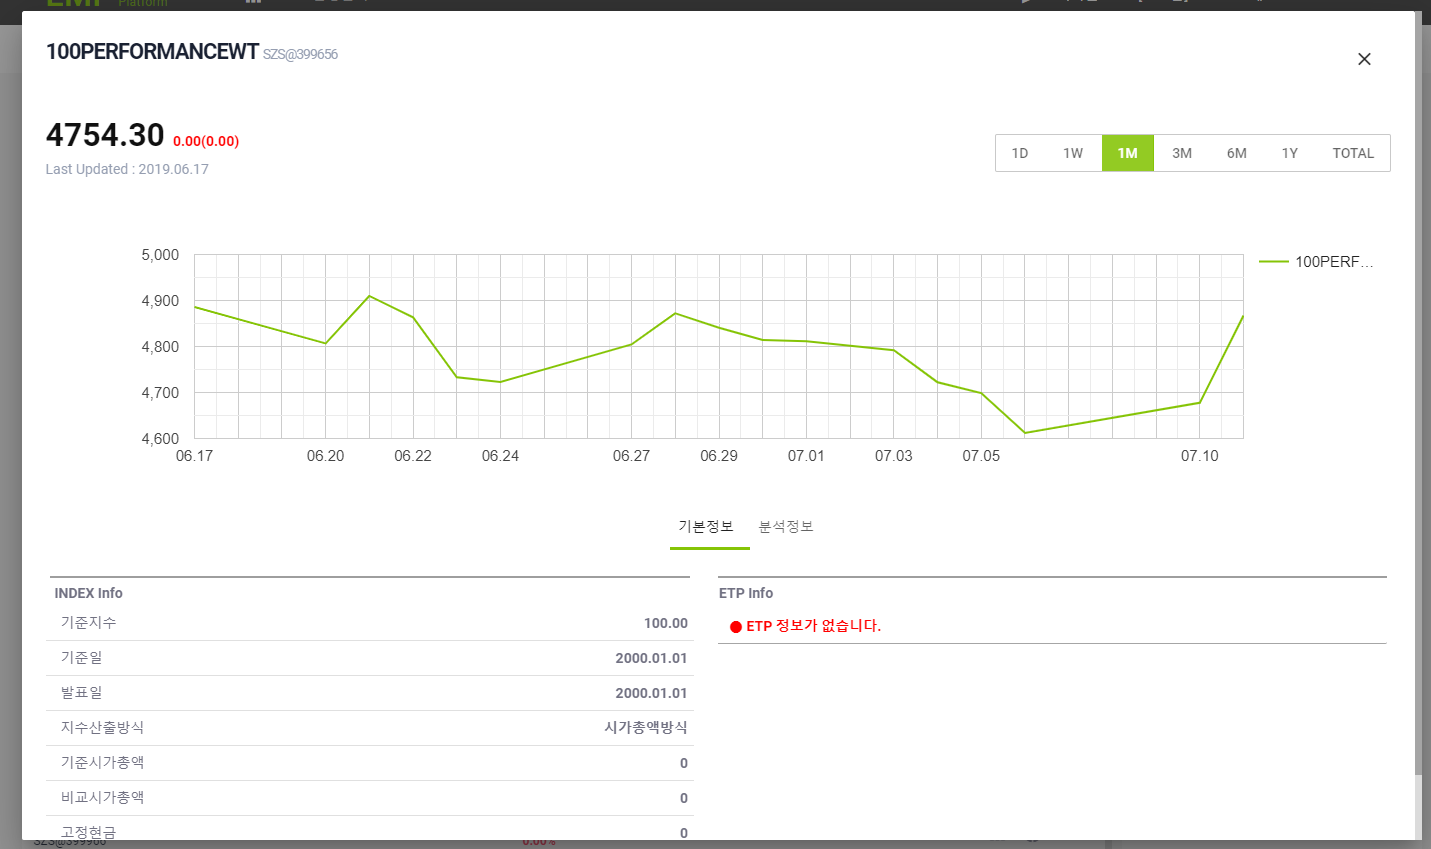 Platform
100PERFORMANCEWT SZS@399656
4754.30 0.00(0.00)
Last Updated : 2019.06.17
1D 1W 1M 3M 6M 1Y TOTAL
5,000
4,900
4,800
4,700
4,600
06.17 06.20 06.22 06.24 06.27 06.29 07.01 07.03 07.05 07.10
100PERF…
기본정보 분석정보
INDEX Info
기준지수 100.00
기준일 2000.01.01
발표일 2000.01.01
지수산출방식 시가총액방식
기준시가총액 0
비교시가총액 0
고정현금 0
ETP Info
ETP 정보가 없습니다.
SZS@399966 0.00%